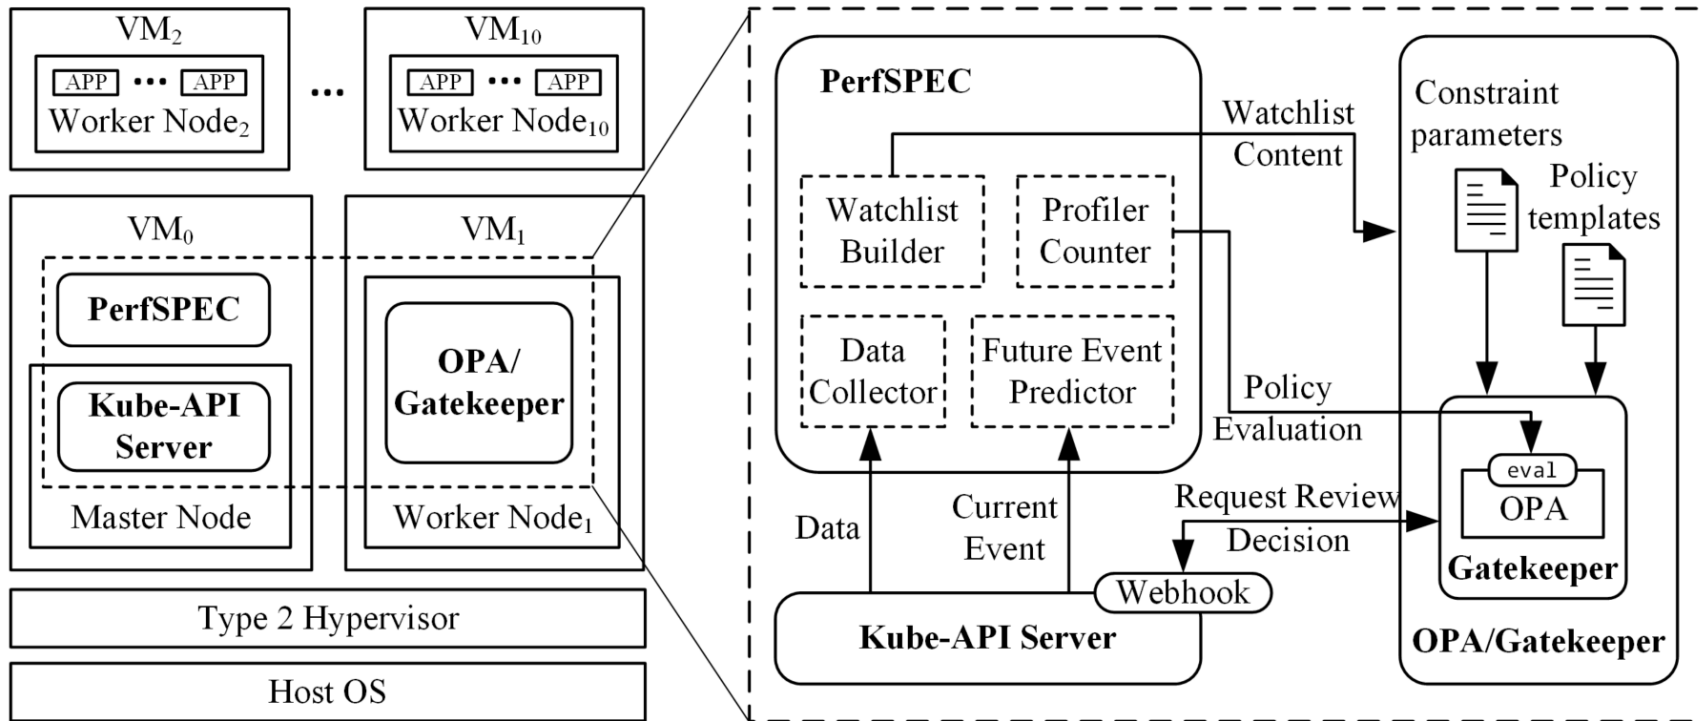 VM2
APP ••• APP
Worker Node2
•••
VM10
APP ••• APP
Worker Node10
VM0
PerfSPEC
Kube-API
Server
Master Node
VM1
OPA/
Gatekeeper
Worker Node1
Type 2 Hypervisor
Host OS
PerfSPEC
Watchlist
Builder
Profiler
Counter
Data
Collector
Future Event
Predictor
Watchlist
Content
Policy
Evaluation
Data
Current
Event
Request Review
Decision
Webhook
Kube-API Server
Constraint
parameters
Policy
templates
eval
OPA
Gatekeeper
OPA/Gatekeeper